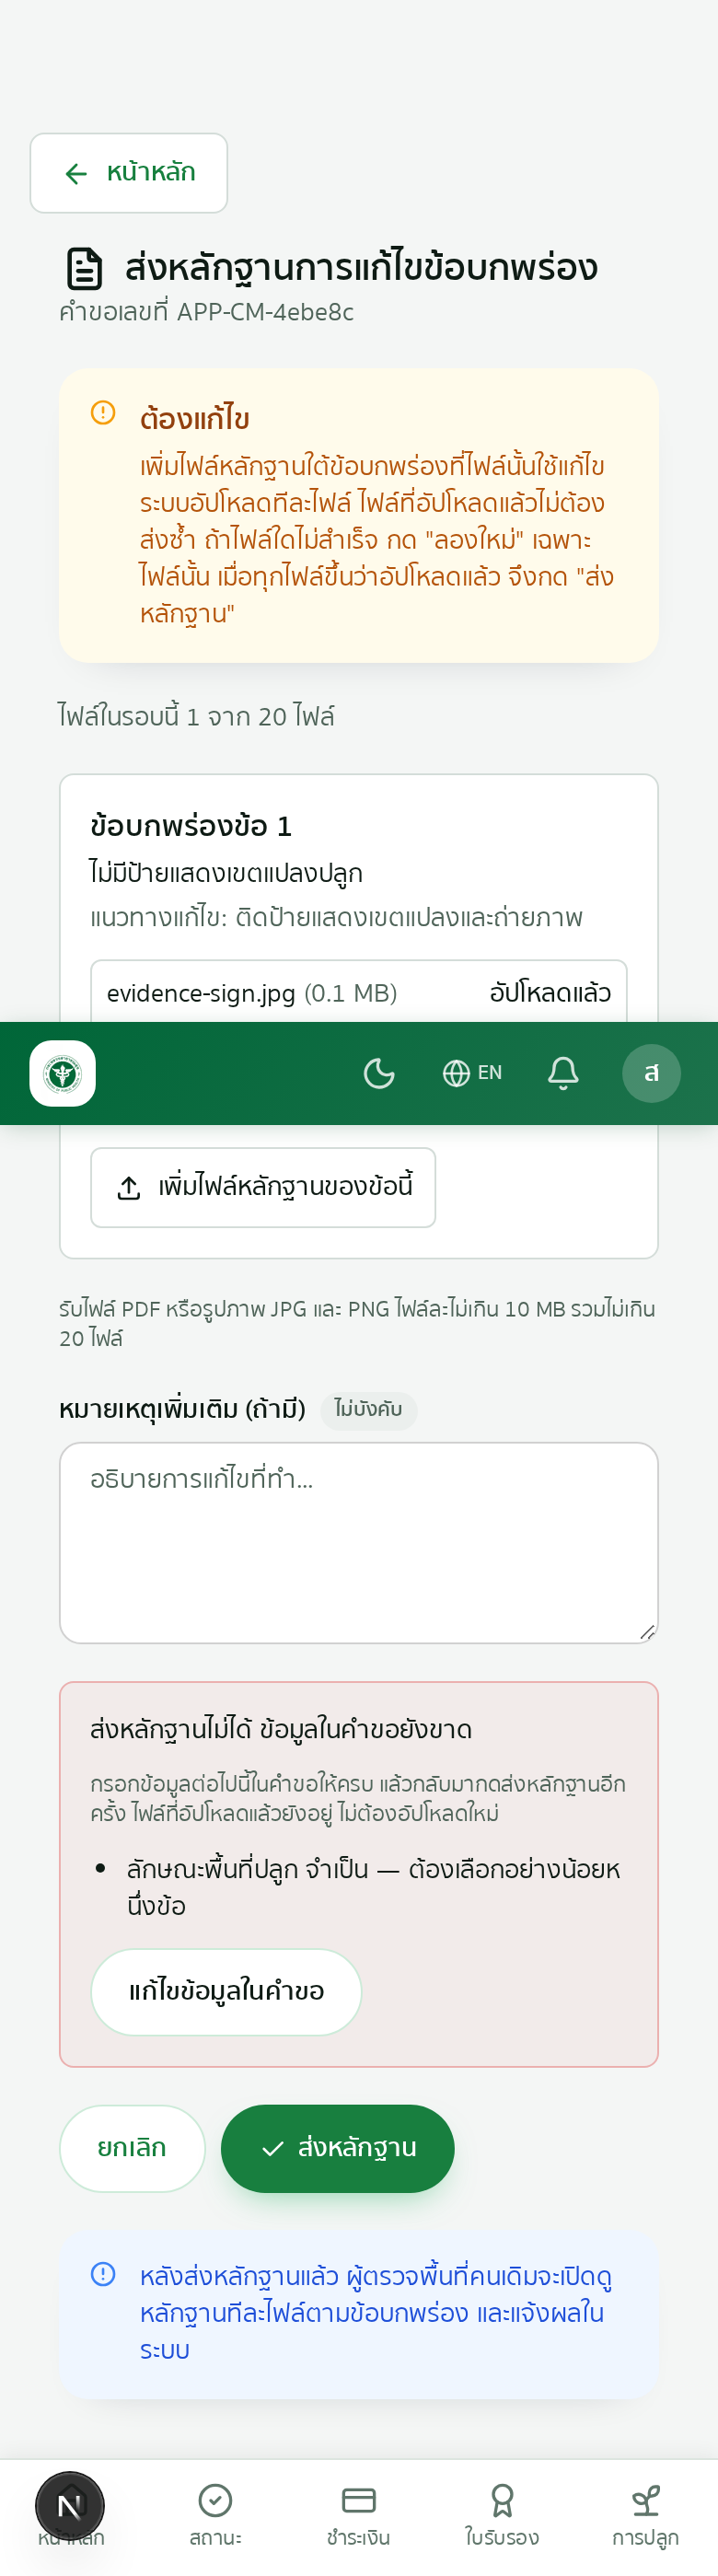 หน้าหลัก
ส่งหลักฐานการแก้ไขข้อบกพร่อง
คำขอเลขที่ APP-CM-4ebe8c
ต้องแก้ไข
เพิ่มไฟล์หลักฐานใต้ข้อบกพร่องที่ไฟล์นั้นใช้แก้ไข
ระบบอัปโหลดทีละไฟล์ ไฟล์ที่อัปโหลดแล้วไม่ต้อง
ส่งซ้ำ ถ้าไฟล์ใดไม่สำเร็จ กด "ลองใหม่" เฉพาะ
ไฟล์นั้น เมื่อทุกไฟล์ขึ้นว่าอัปโหลดแล้ว จึงกด "ส่ง
หลักฐาน"
ไฟล์ในรอบนี้ 1 จาก 20 ไฟล์
ข้อบกพร่องข้อ 1
ไม่มีป้ายแสดงเขตแปลงปลูก
แนวทางแก้ไข: ติดป้ายแสดงเขตแปลงและถ่ายภาพ
evidence-sign.jpg (0.1 MB) อัปโหลดแล้ว
EN ส
เพิ่มไฟล์หลักฐานของข้อนี้
รับไฟล์ PDF หรือรูปภาพ JPG และ PNG ไฟล์ละไม่เกิน 10 MB รวมไม่เกิน
20 ไฟล์
หมายเหตุเพิ่มเติม (ถ้ามี) ไม่บังคับ
อธิบายการแก้ไขที่ทำ...
ส่งหลักฐานไม่ได้ ข้อมูลในคำขอยังขาด
กรอกข้อมูลต่อไปนี้ในคำขอให้ครบ แล้วกลับมากดส่งหลักฐานอีก
ครั้ง ไฟล์ที่อัปโหลดแล้วยังอยู่ ไม่ต้องอัปโหลดใหม่
• ลักษณะพื้นที่ปลูก จำเป็น — ต้องเลือกอย่างน้อยห
นึ่งข้อ
แก้ไขข้อมูลในคำขอ
ยกเลิก ส่งหลักฐาน
หลังส่งหลักฐานแล้ว ผู้ตรวจพื้นที่คนเดิมจะเปิดดู
หลักฐานทีละไฟล์ตามข้อบกพร่อง และแจ้งผลใน
ระบบ
N
หน้าหลัก สถานะ ชำระเงิน ใบรับรอง การปลูก